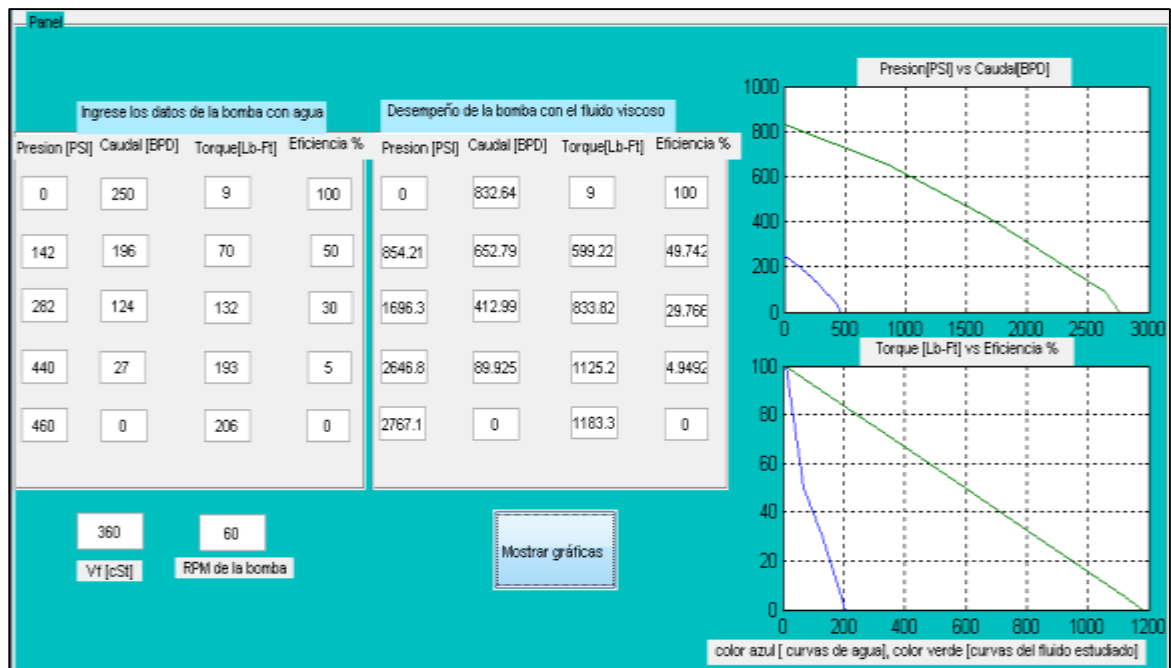 Panel
Ingrese los datos de la bomba con agua
Presion [PSI] Caudal [BPD] Torque[Lb-Ft] Eficiencia %
0 250 9 100
142 196 70 50
282 124 132 30
440 27 193 5
460 0 206 0
Desempeño de la bomba con el fluido viscoso
Presion [PSI] Caudal [BPD] Torque[Lb-Ft] Eficiencia %
0 832.64 9 100
854.21 652.79 599.22 49.742
1696.3 412.99 833.82 29.766
2646.8 89.925 1125.2 4.9492
2767.1 0 1183.3 0
360
Vf [cSt]
60
RPM de la bomba
Mostrar gráficas
Presion[PSI] vs Caudal[BPD]
1000
800
600
400
200
0
0 500 1000 1500 2000 2500 3000
Torque [Lb-Ft] vs Eficiencia %
100
80
60
40
20
0
0 200 400 600 800 1000 1200
color azul [ curvas de agua], color verde [curvas del fluido estudiado]